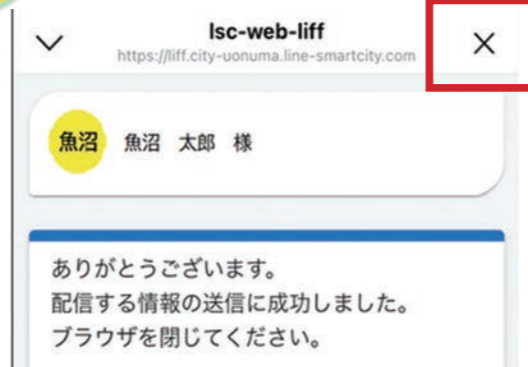 lsc-web-liff
https://liff.city-uonuma.line-smartcity.com
魚沼 魚沼 太郎 様
ありがとうございます。
配信する情報の送信に成功しました。
ブラウザを閉じてください。